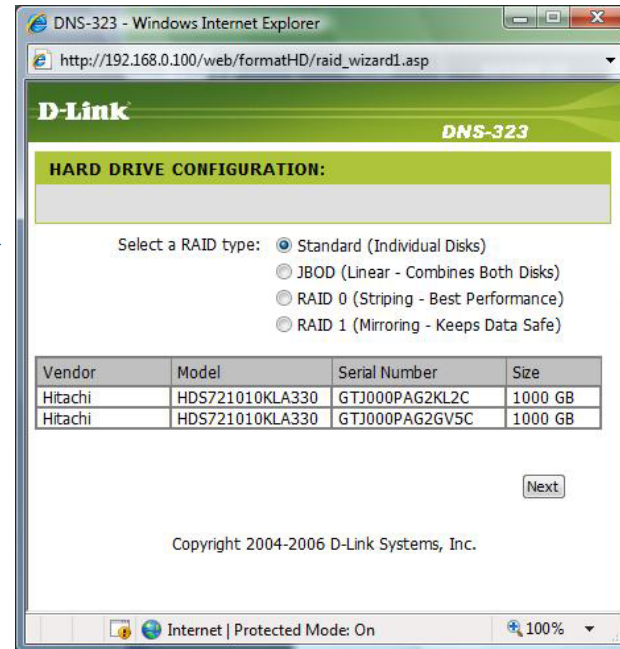 DNS-323 - Windows Internet Explorer
http://192.168.0.100/web/formatHD/raid_wizard1.asp
D-Link
DNS-323
HARD DRIVE CONFIGURATION:
Select a RAID type: Standard (Individual Disks)
JBOD (Linear - Combines Both Disks)
RAID 0 (Striping - Best Performance)
RAID 1 (Mirroring - Keeps Data Safe)
Vendor Model Serial Number Size
Hitachi HDS721010KLA330 GTJ000PAG2KL2C 1000 GB
Hitachi HDS721010KLA330 GTJ000PAG2GV5C 1000 GB
Next
Copyright 2004-2006 D-Link Systems, Inc.
Internet | Protected Mode: On 100%